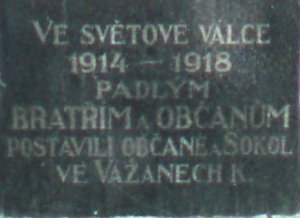 VE SVĚTOVÉ VÁLCE
1914 — 1918
PADLÝM
BRATŘÍM A OBČANŮM
POSTAVILI OBČANÉ A SOKOL
VE VÁŽANECH K.